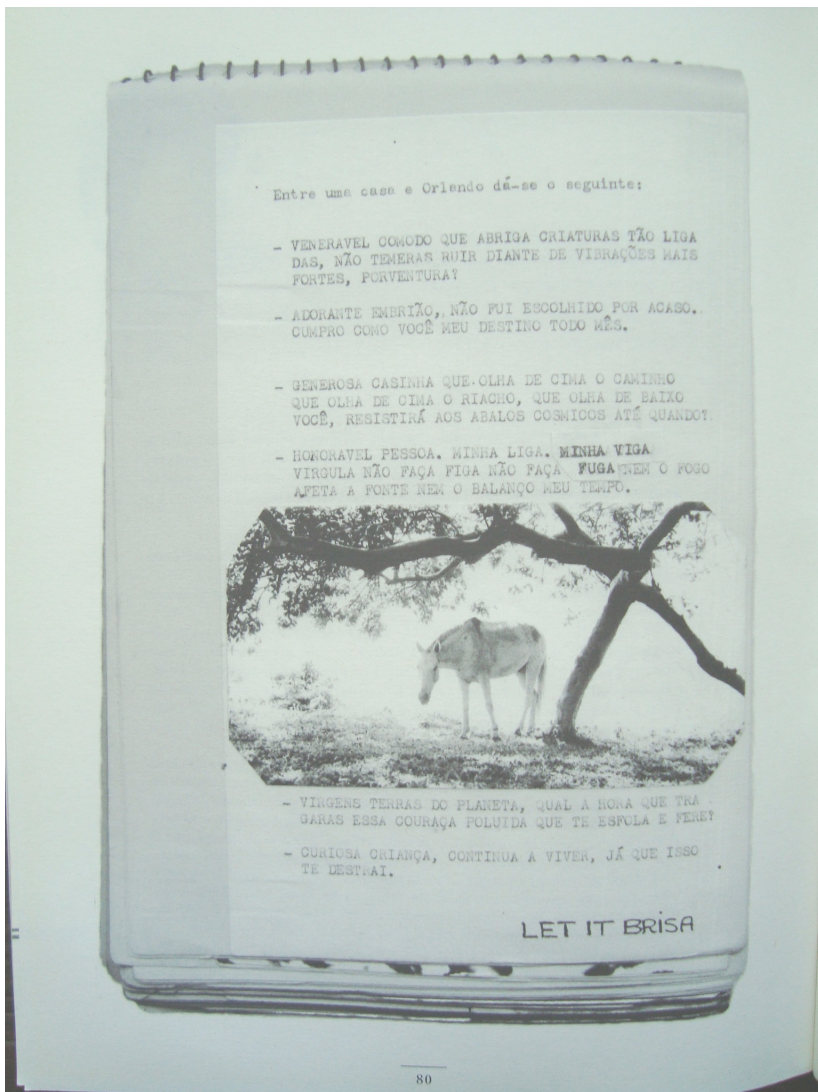 Entre uma casa e Orlando dá-se o seguinte:
- VENERAVEL COMODO QUE ABRIGA CRIATURAS TÃO LIGA
DAS, NÃO TEMERAS RUIR DIANTE DE VIBRAÇÕES MAIS
FORTES, PORVENTURA?
- ADORANTE EMBRIÃO, NÃO FUI ESCOLHIDO POR ACASO.
CUMPRO COMO VOCÊ MEU DESTINO TODO MÊS.
- GENEROSA CASINHA QUE OLHA DE CIMA O CAMINHO
QUE OLHA DE CIMA O RIACHO, QUE OLHA DE BAIXO
VOCÊ, RESISTIRÁ AOS ABALOS COSMICOS ATÉ QUANDO?
- HONORAVEL PESSOA. MINHA LIGA. MINHA VIGA
VIRGULA NÃO FAÇA FIGA NÃO FAÇA FUGA NEM O FOGO
AFETA A FONTE NEM O BALANÇO MEU TEMPO.
- VIRGENS TERRAS DO PLANETA, QUAL A HORA QUE TRA
GARAS ESSA COURAÇA POLUIDA QUE TE ESFOLA E FERE?
- CURIOSA CRIANÇA, CONTINUA A VIVER, JÁ QUE ISSO
TE DESTRAI.
LET IT BRISA
80